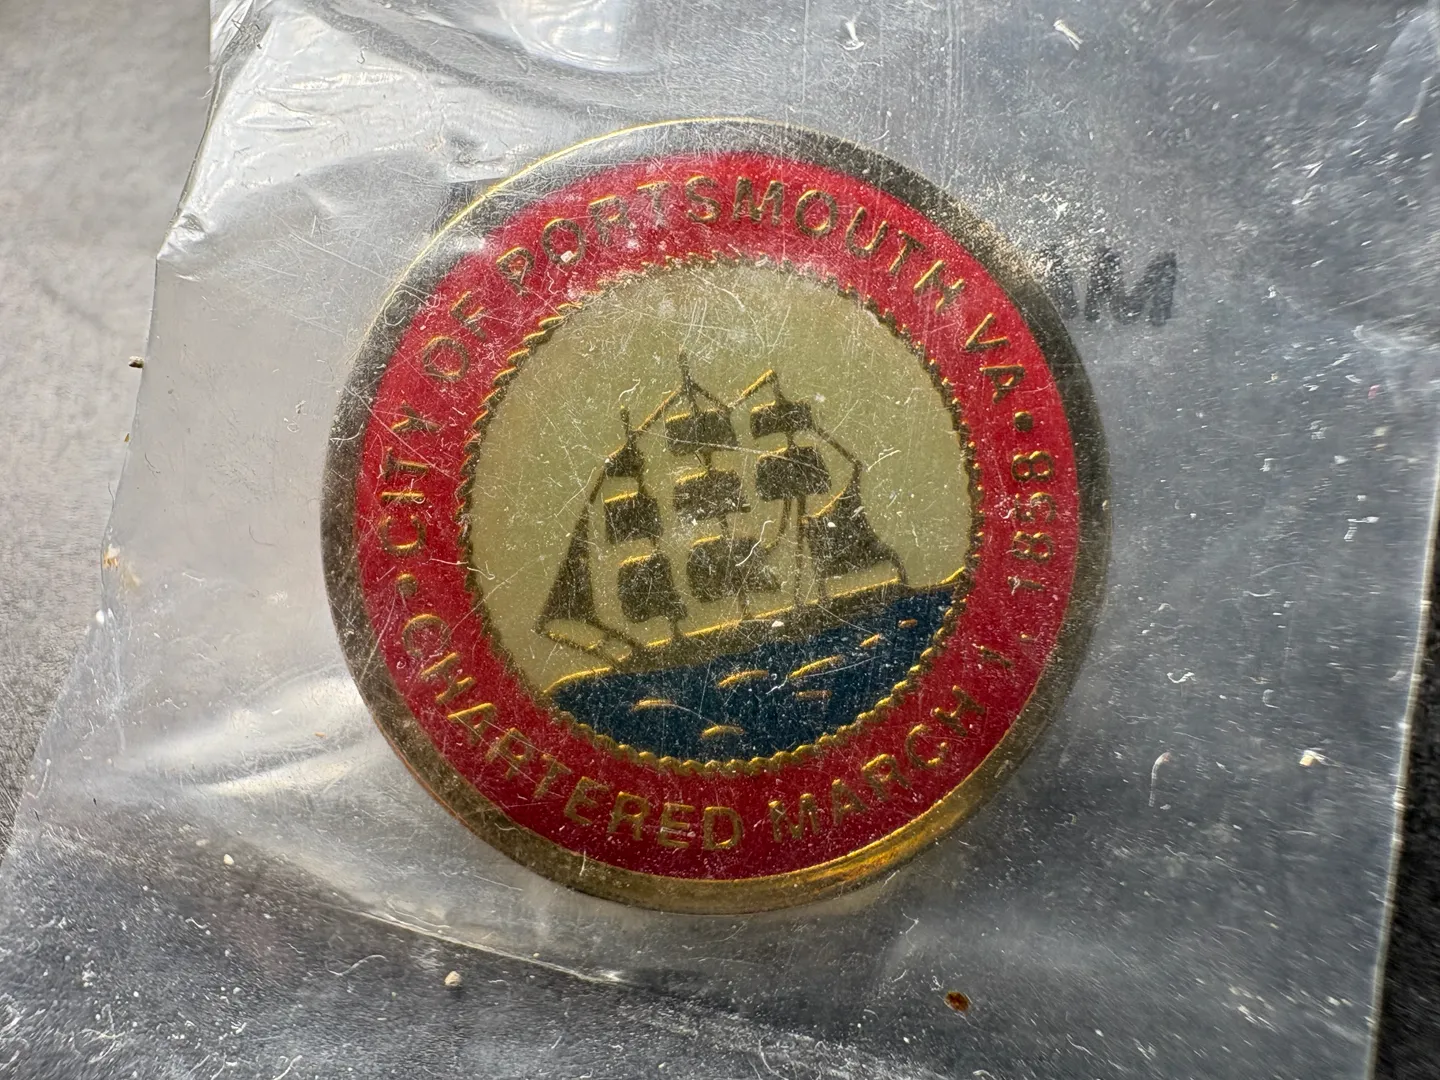 • CITY OF PORTSMOUTH VA •
CHARTERED MARCH 1, 1858